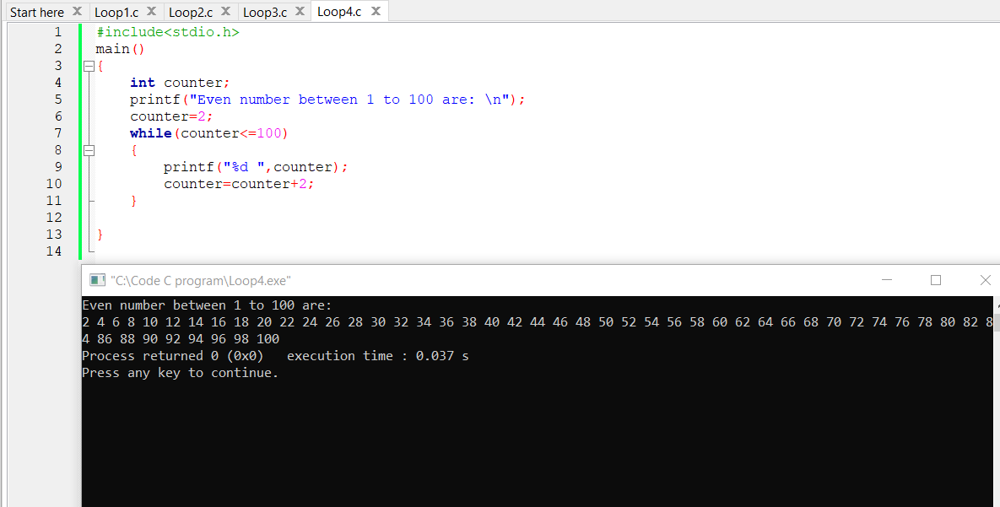 Start here X Loop1.c X Loop2.c X Loop3.c X Loop4.c X
1 #include<stdio.h>
2 main()
3 {
4     int counter;
5     printf("Even number between 1 to 100 are: \n");
6     counter=2;
7     while(counter<=100)
8     {
9         printf("%d ",counter);
10         counter=counter+2;
11     }
12
13 }
14
"C:\Code C program\Loop4.exe"
Even number between 1 to 100 are:
2 4 6 8 10 12 14 16 18 20 22 24 26 28 30 32 34 36 38 40 42 44 46 48 50 52 54 56 58 60 62 64 66 68 70 72 74 76 78 80 82 8
4 86 88 90 92 94 96 98 100
Process returned 0 (0x0)   execution time : 0.037 s
Press any key to continue.